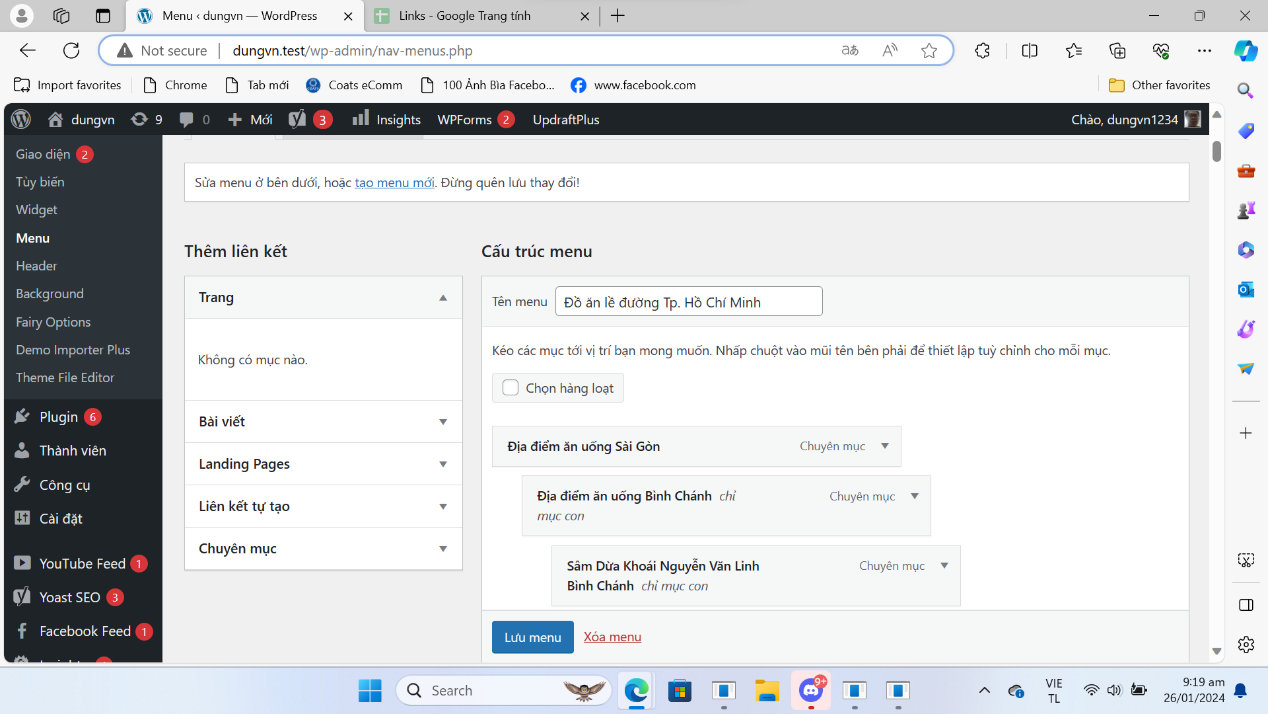 Menu ‹ dungvn — WordPress
Links - Google Trang tính
Not secure
dungvn.test/wp-admin/nav-menus.php
Import favorites
Chrome
Tab mới
Coats eComm
100 Ảnh Bìa Facebo...
www.facebook.com
Other favorites
dungvn
9
0
Mới
3
Insights
WPForms 2
UpdraftPlus
Chào, dungvn1234
Giao diện 2
Tùy biến
Widget
Menu
Header
Background
Fairy Options
Demo Importer Plus
Theme File Editor
Plugin 6
Thành viên
Công cụ
Cài đặt
YouTube Feed 1
Yoast SEO 3
Facebook Feed 1
Sửa menu ở bên dưới, hoặc tạo menu mới. Đừng quên lưu thay đổi!
Thêm liên kết
Trang
Không có mục nào.
Bài viết
Landing Pages
Liên kết tự tạo
Chuyên mục
Cấu trúc menu
Tên menu
Đồ ăn lề đường Tp. Hồ Chí Minh
Kéo các mục tới vị trí bạn mong muốn. Nhấp chuột vào mũi tên bên phải để thiết lập tuỳ chỉnh cho mỗi mục.
Chọn hàng loạt
Địa điểm ăn uống Sài Gòn
Chuyên mục
Địa điểm ăn uống Bình Chánh chỉ
mục con
Chuyên mục
Sâm Dừa Khoái Nguyễn Văn Linh
Bình Chánh chỉ mục con
Chuyên mục
Lưu menu
Xóa menu
Search
9+
VIE
TL
9:19 am
26/01/2024